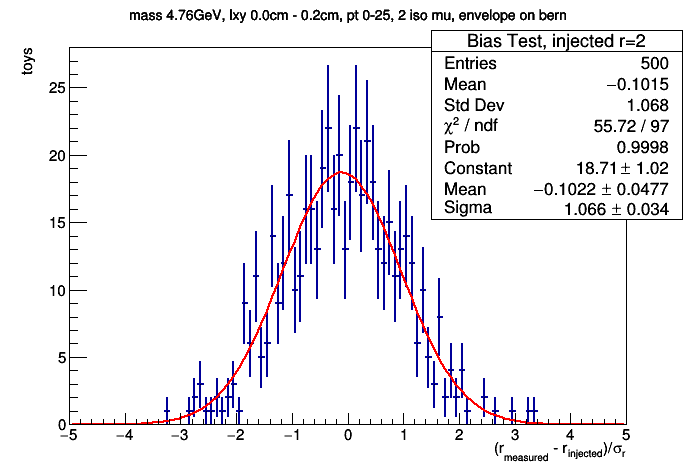 mass 4.76GeV, lxy 0.0cm - 0.2cm, pt 0-25, 2 iso mu, envelope on bern
Bias Test, injected r=2
Entries 500
Mean −0.1015
Std Dev 1.068
χ² / ndf 55.72 / 97
Prob 0.9998
Constant 18.71 ± 1.02
Mean −0.1022 ± 0.0477
Sigma 1.066 ± 0.034
toys
25
20
15
10
5
0
−5 −4 −3 −2 −1 0 1 2 3 4 5
(r_measured - r_injected)/σ_r